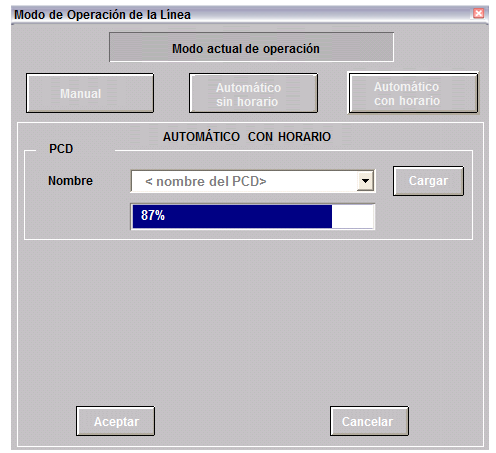 Modo de Operación de la Línea
Modo actual de operación
Manual
Automático
sin horario
Automático
con horario
AUTOMÁTICO CON HORARIO
PCD
Nombre
< nombre del PCD>
Cargar
87%
Aceptar
Cancelar